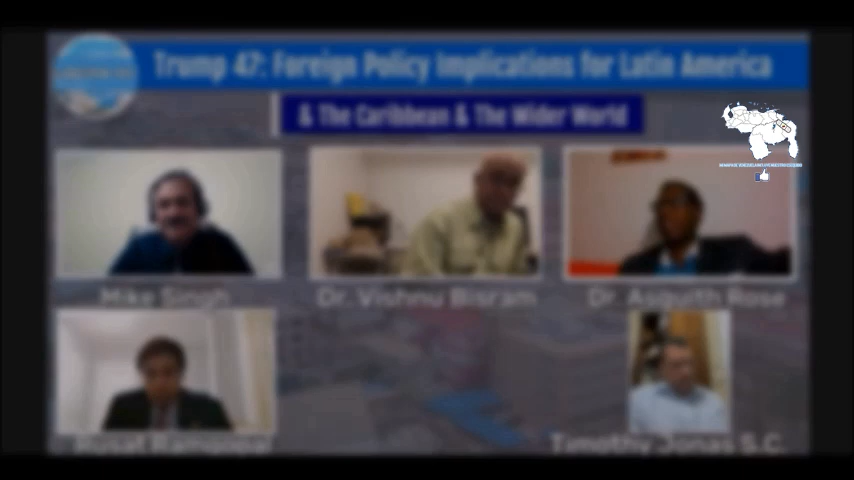 Trump 47: Foreign Policy Implications for Latin America
& The Caribbean & The Wider World
Mike Singh
Dr. Vishnu Bisram
Dr. Asquith Rose
Timothy Jonas S.C.